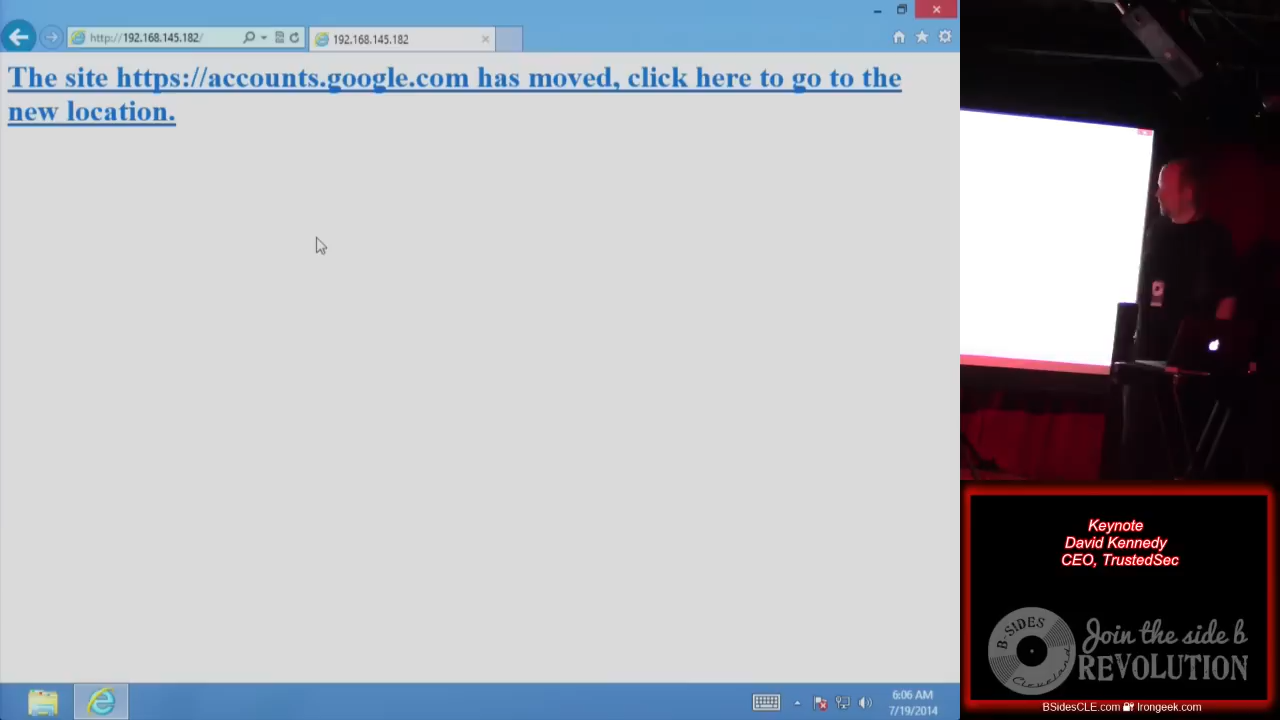 http://192.168.145.182/
192.168.145.182
The site https://accounts.google.com has moved, click here to go to the
new location.
6:06 AM
7/19/2014
Keynote
David Kennedy
CEO, TrustedSec
B-SIDES
Cleveland
Join the side b
REVOLUTION
BSidesCLE.com Irongeek.com